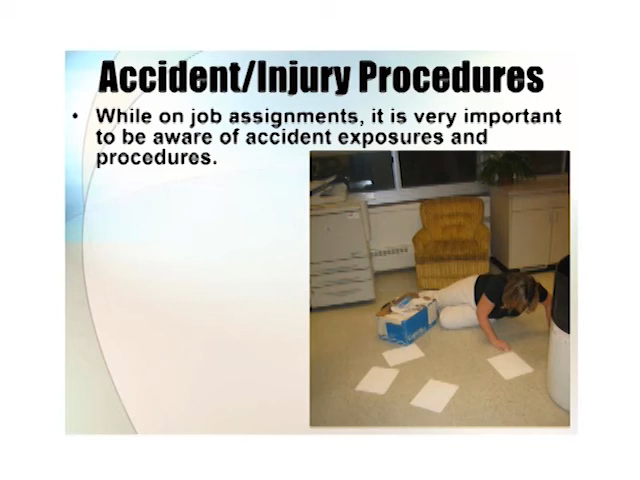 Accident/Injury Procedures
• While on job assignments, it is very important
to be aware of accident exposures and
procedures.